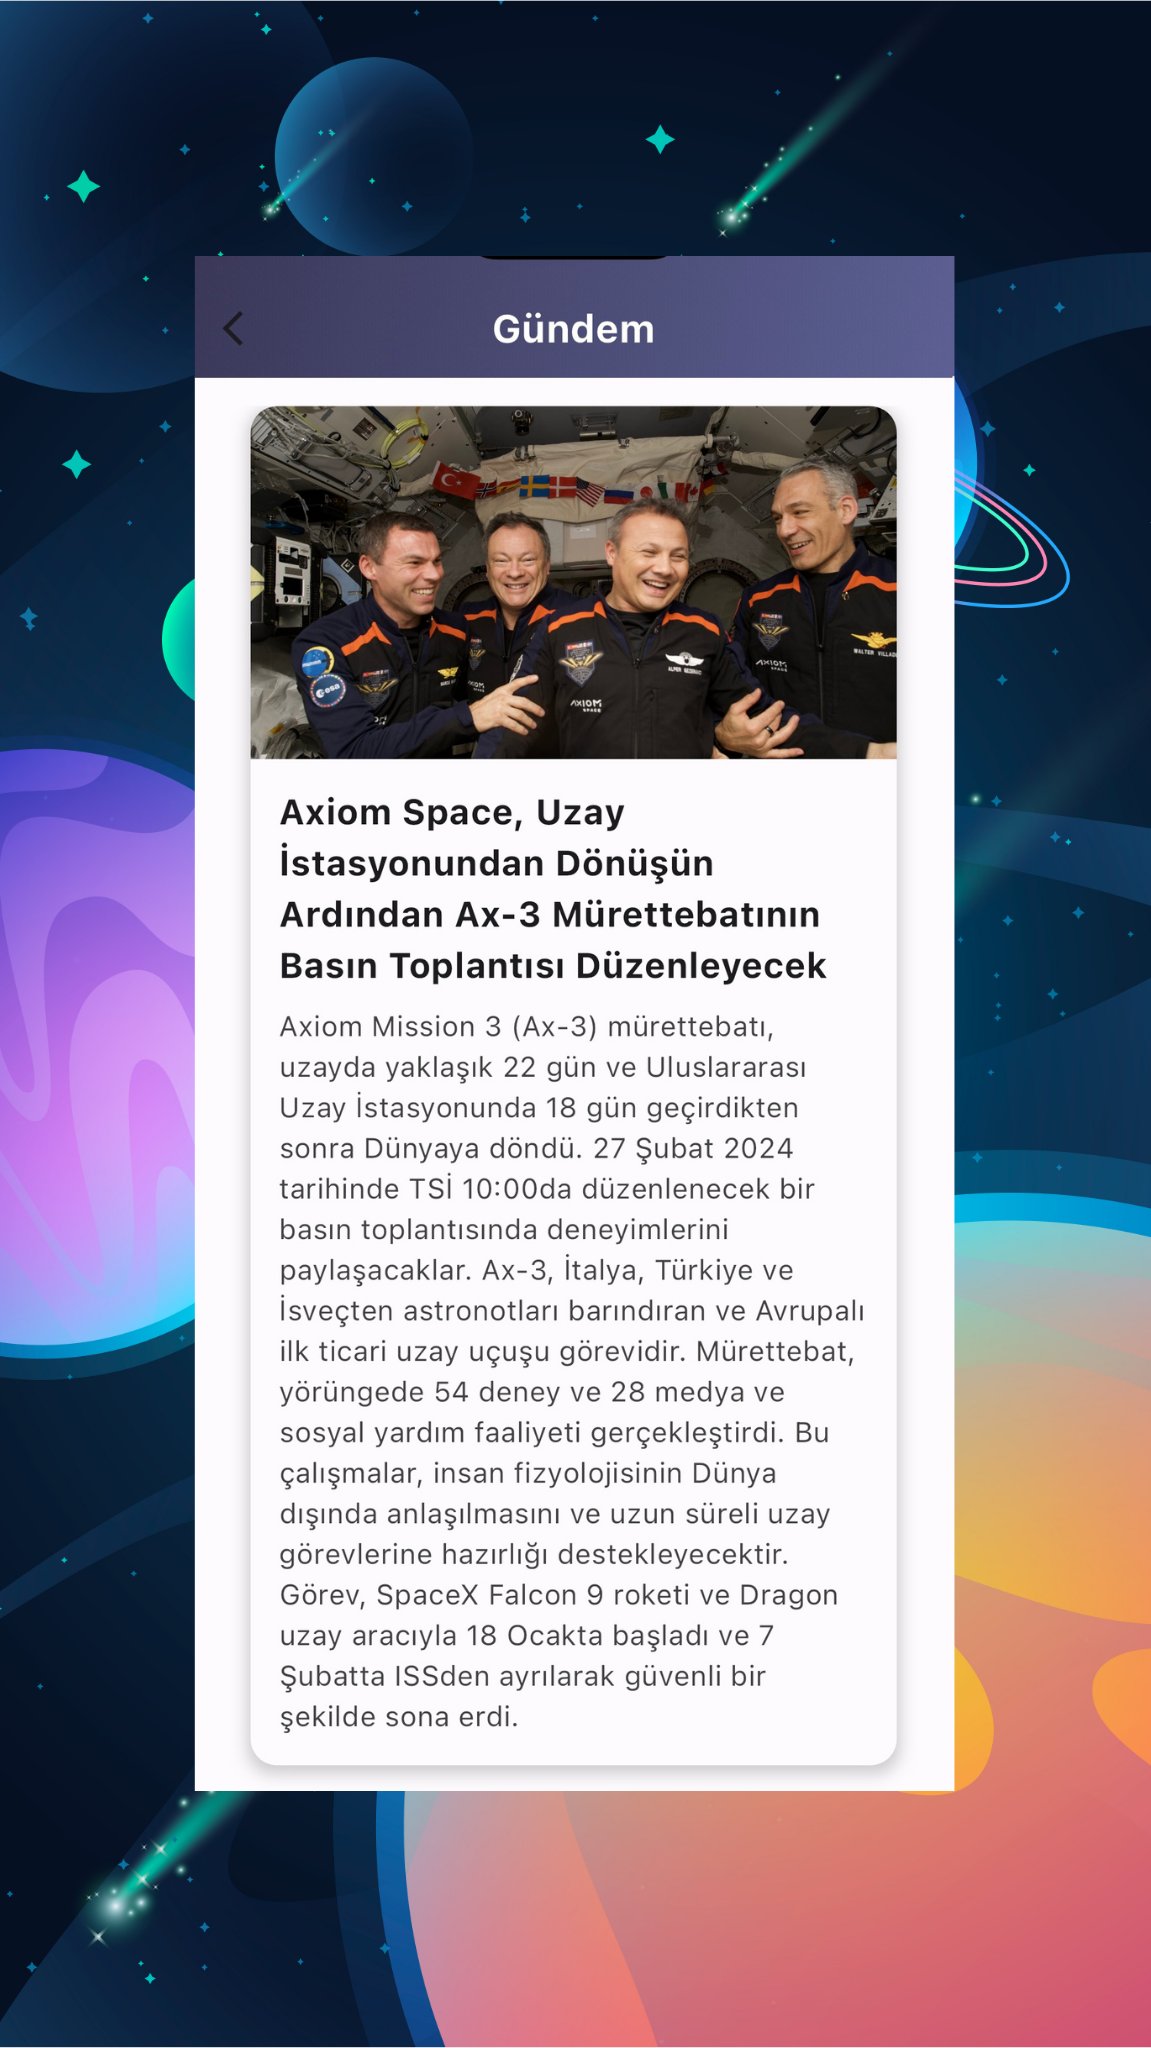 Gündem
esa
AXIOM
SPACE
AXIOM
SPACE
WALTER VILLADEI
Axiom Space, Uzay
İstasyonundan Dönüşün
Ardından Ax-3 Mürettebatının
Basın Toplantısı Düzenleyecek
Axiom Mission 3 (Ax-3) mürettebatı,
uzayda yaklaşık 22 gün ve Uluslararası
Uzay İstasyonunda 18 gün geçirdikten
sonra Dünyaya döndü. 27 Şubat 2024
tarihinde TSİ 10:00da düzenlenecek bir
basın toplantısında deneyimlerini
paylaşacaklar. Ax-3, İtalya, Türkiye ve
İsveçten astronotları barındıran ve Avrupalı
ilk ticari uzay uçuşu görevidir. Mürettebat,
yörüngede 54 deney ve 28 medya ve
sosyal yardım faaliyeti gerçekleştirdi. Bu
çalışmalar, insan fizyolojisinin Dünya
dışında anlaşılmasını ve uzun süreli uzay
görevlerine hazırlığı destekleyecektir.
Görev, SpaceX Falcon 9 roketi ve Dragon
uzay aracıyla 18 Ocakta başladı ve 7
Şubatta ISSden ayrılarak güvenli bir
şekilde sona erdi.